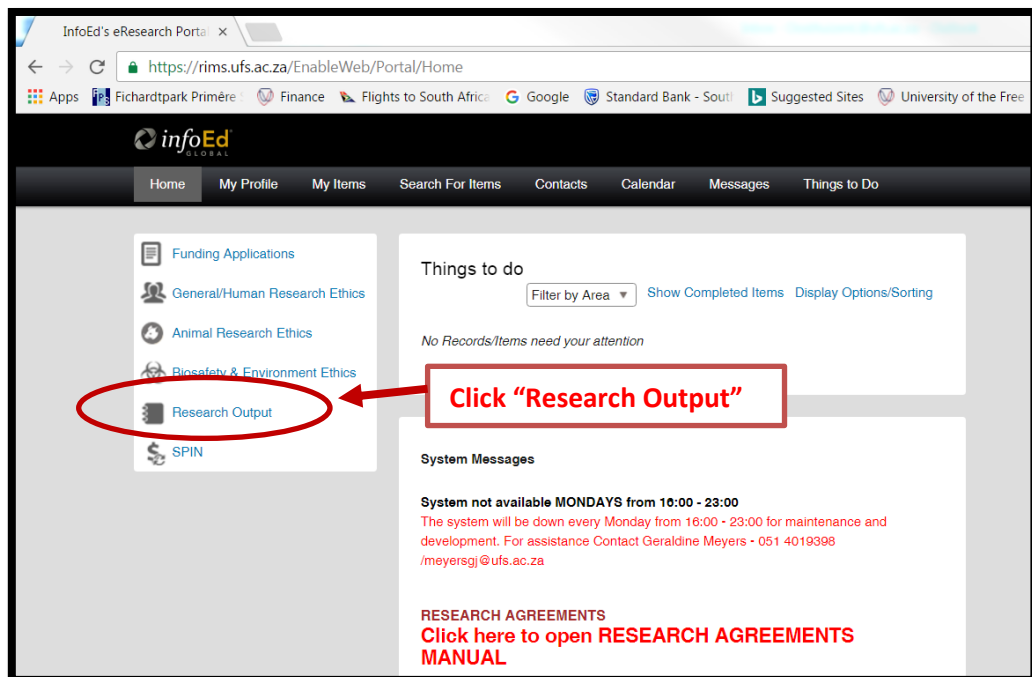 InfoEd's eResearch Porta
https://rims.ufs.ac.za/EnableWeb/Portal/Home
Apps Fichardtpark Primêre Finance Flights to South Africa Google Standard Bank - South Suggested Sites University of the Free
infoEd
GLOBAL
Home My Profile My Items Search For Items Contacts Calendar Messages Things to Do
Funding Applications
General/Human Research Ethics
Animal Research Ethics
Biosafety & Environment Ethics
Research Output
SPIN
Things to do
Filter by Area Show Completed Items Display Options/Sorting
No Records/Items need your attention
Click “Research Output”
System Messages
System not available MONDAYS from 16:00 - 23:00
The system will be down every Monday from 16:00 - 23:00 for maintenance and
development. For assistance Contact Geraldine Meyers - 051 4019398
/meyersgj@ufs.ac.za
RESEARCH AGREEMENTS
Click here to open RESEARCH AGREEMENTS
MANUAL